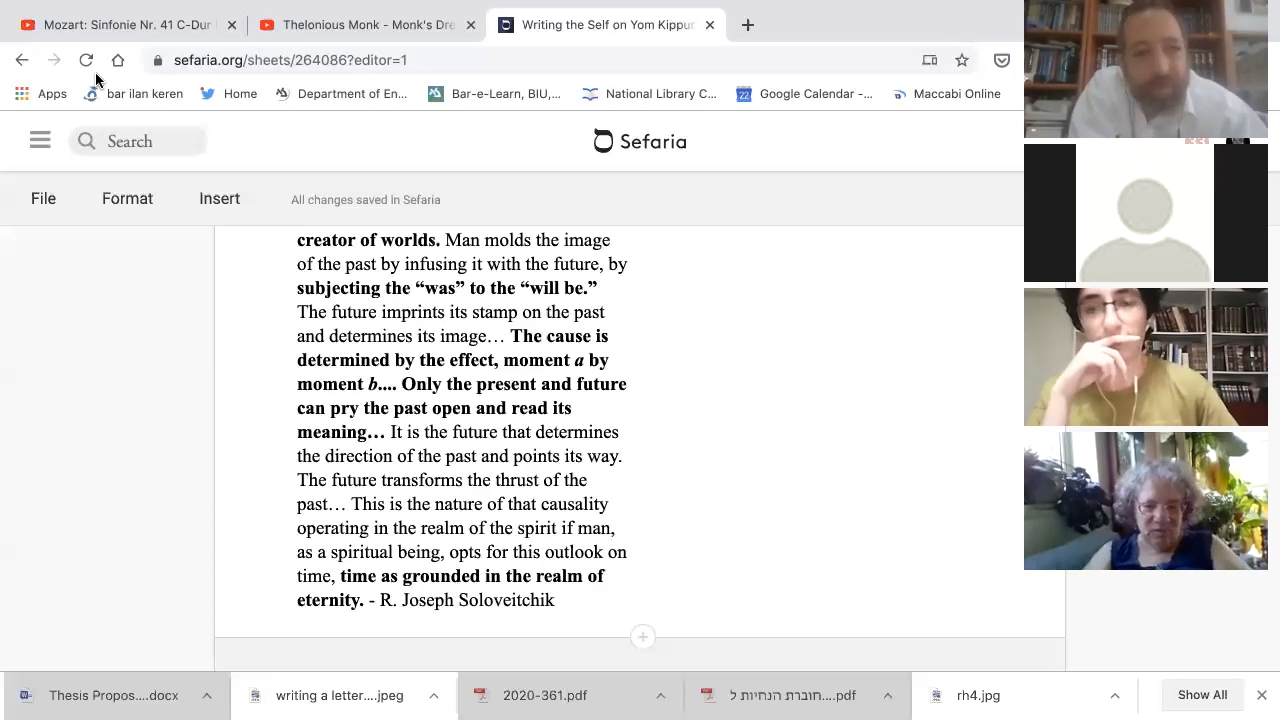 Mozart: Sinfonie Nr. 41 C-Dur
Thelonious Monk - Monk's Dre
Writing the Self on Yom Kippur
sefaria.org/sheets/264086?editor=1
Apps
bar ilan keren
Home
Department of En...
Bar-e-Learn, BIU,...
National Library C...
22
Google Calendar -...
Maccabi Online
Search
Sefaria
File
Format
Insert
All changes saved in Sefaria
creator of worlds. Man molds the image
of the past by infusing it with the future, by
subjecting the “was” to the “will be.”
The future imprints its stamp on the past
and determines its image… The cause is
determined by the effect, moment a by
moment b.... Only the present and future
can pry the past open and read its
meaning… It is the future that determines
the direction of the past and points its way.
The future transforms the thrust of the
past… This is the nature of that causality
operating in the realm of the spirit if man,
as a spiritual being, opts for this outlook on
time, time as grounded in the realm of
eternity. - R. Joseph Soloveitchik
Thesis Propos....docx
writing a letter....jpeg
2020-361.pdf
חוברת הנחיות ל....pdf
rh4.jpg
Show All